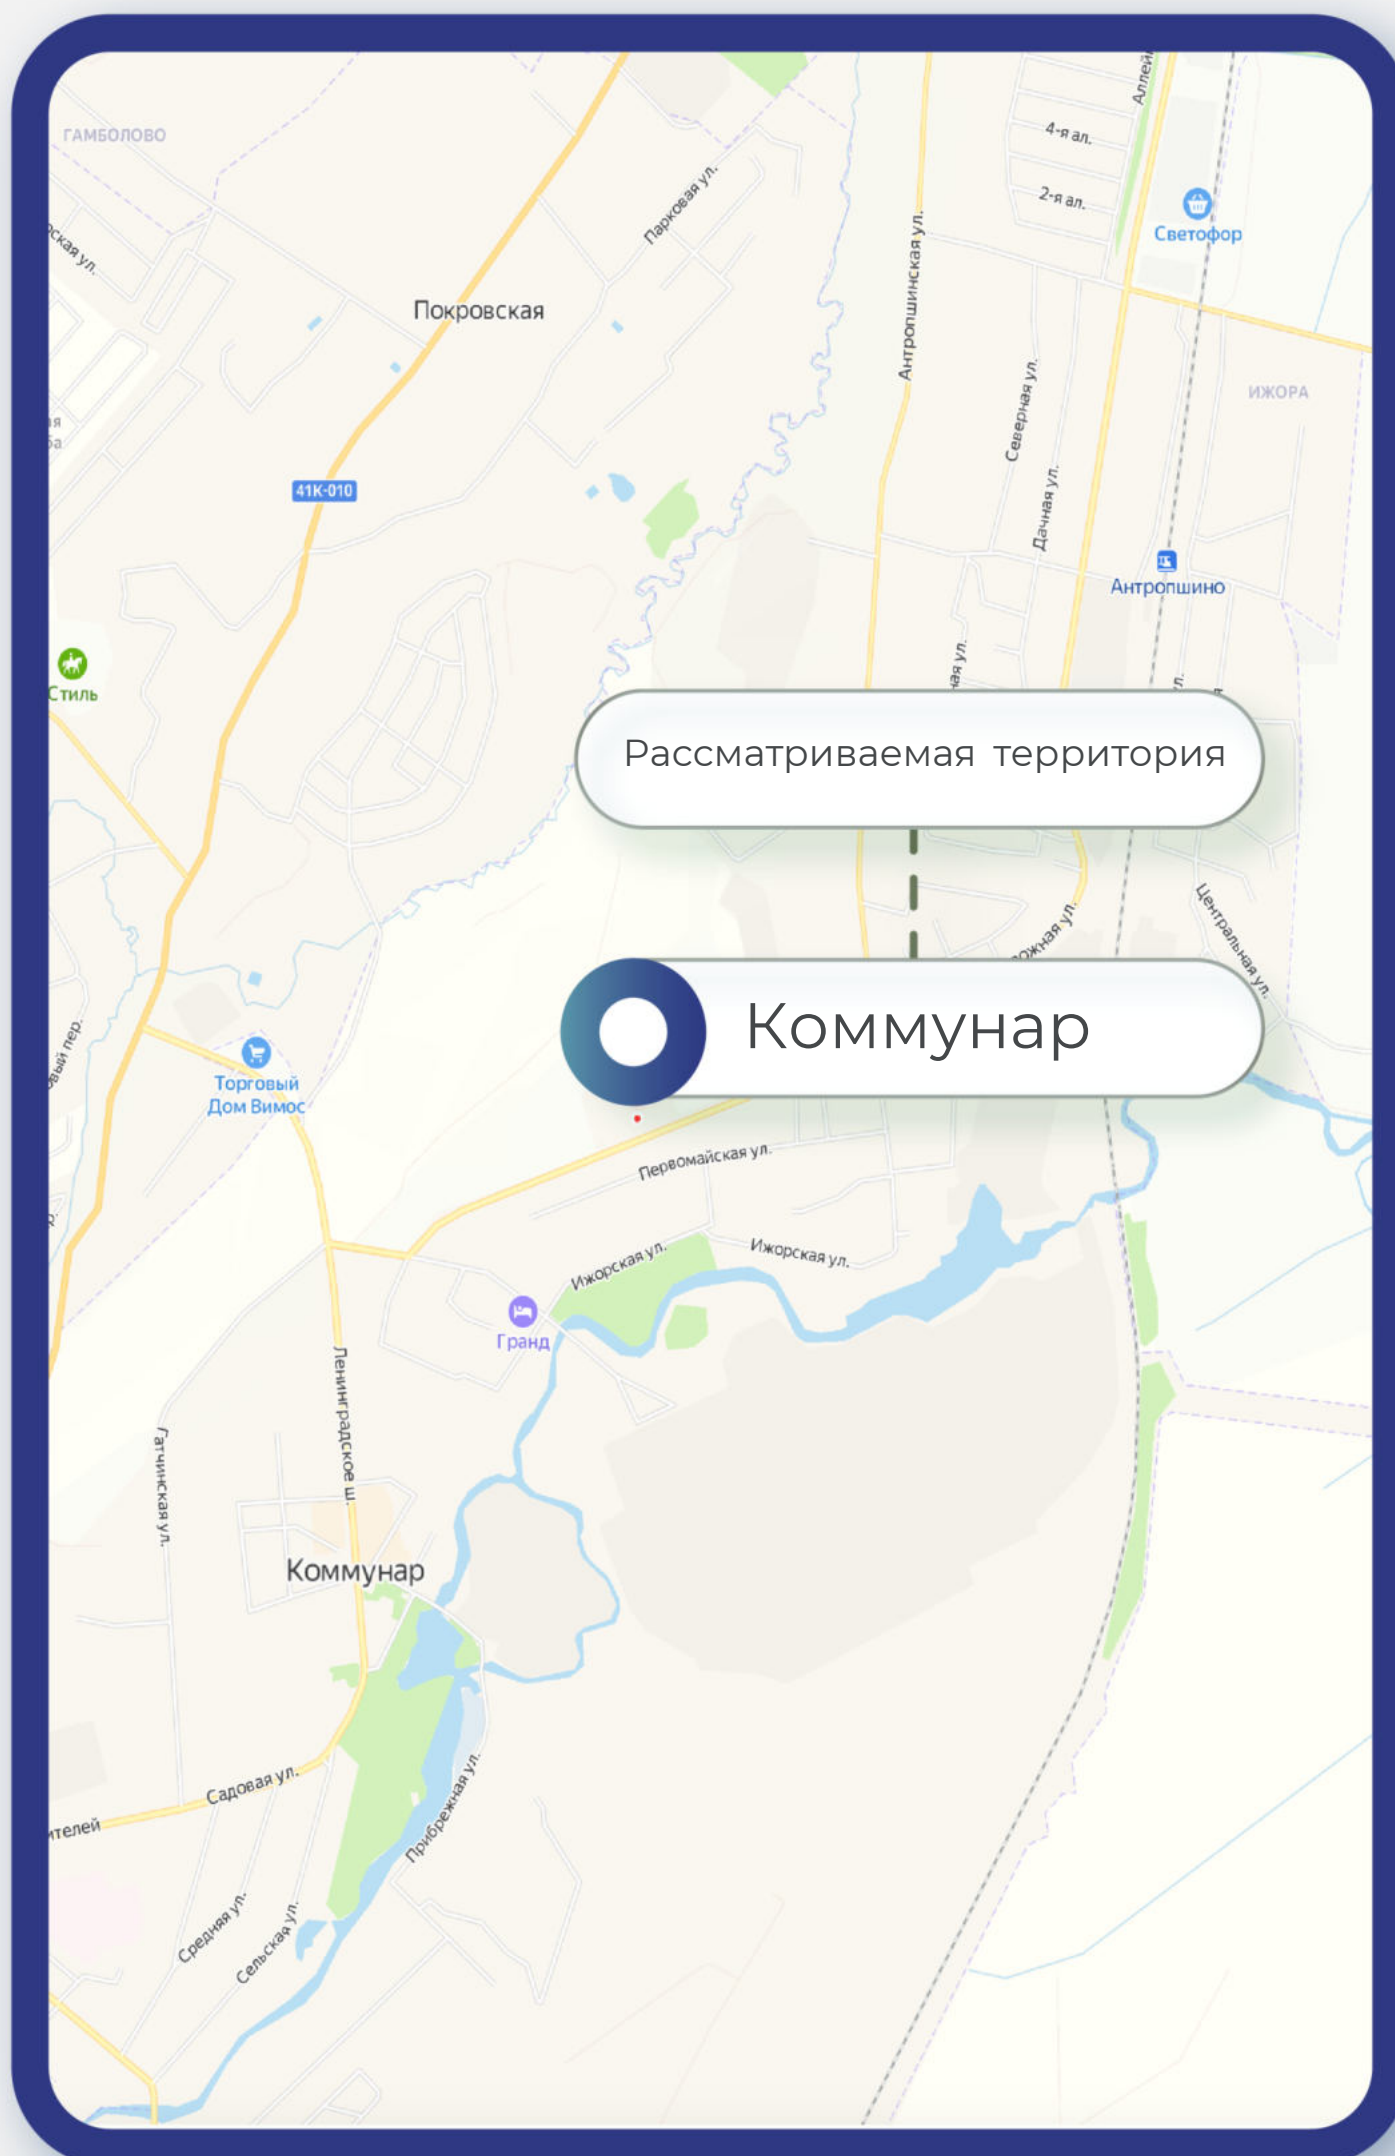 ГАМБОЛОВО
4-я ал.
2-я ал.
Светофор
Парковая ул.
Антропшинская ул.
Покровская
Северная ул.
ИЖОРА
41К-010
Дачная ул.
Антропшино
Стиль
Рассматриваемая территория
Центральная ул.
Коммунар
Торговый
Дом Вимос
Первомайская ул.
Ижорская ул.
Ижорская ул.
Гранд
Ленинградское ш.
Гатчинская ул.
Коммунар
Садовая ул.
Прибрежная ул.
Средняя ул.
Сельская ул.